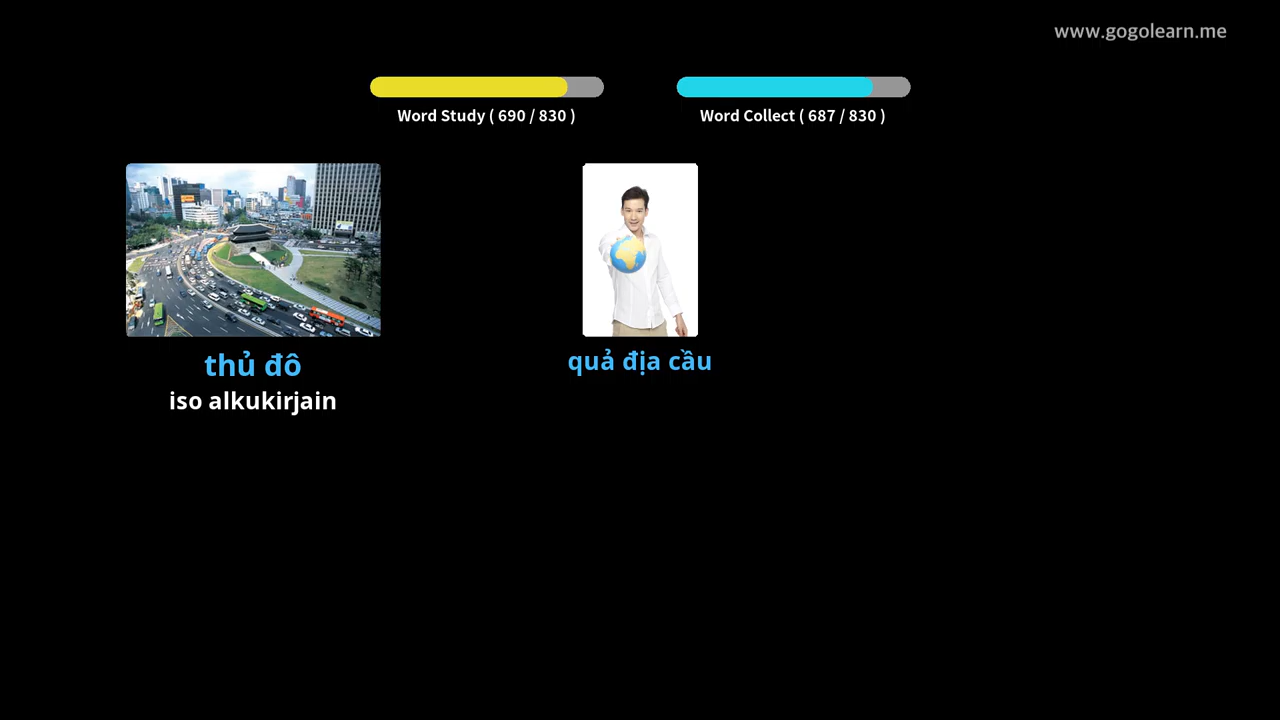 www.gogolearn.me
Word Study ( 690 / 830 )
Word Collect ( 687 / 830 )
thủ đô
iso alkukirjain
quả địa cầu